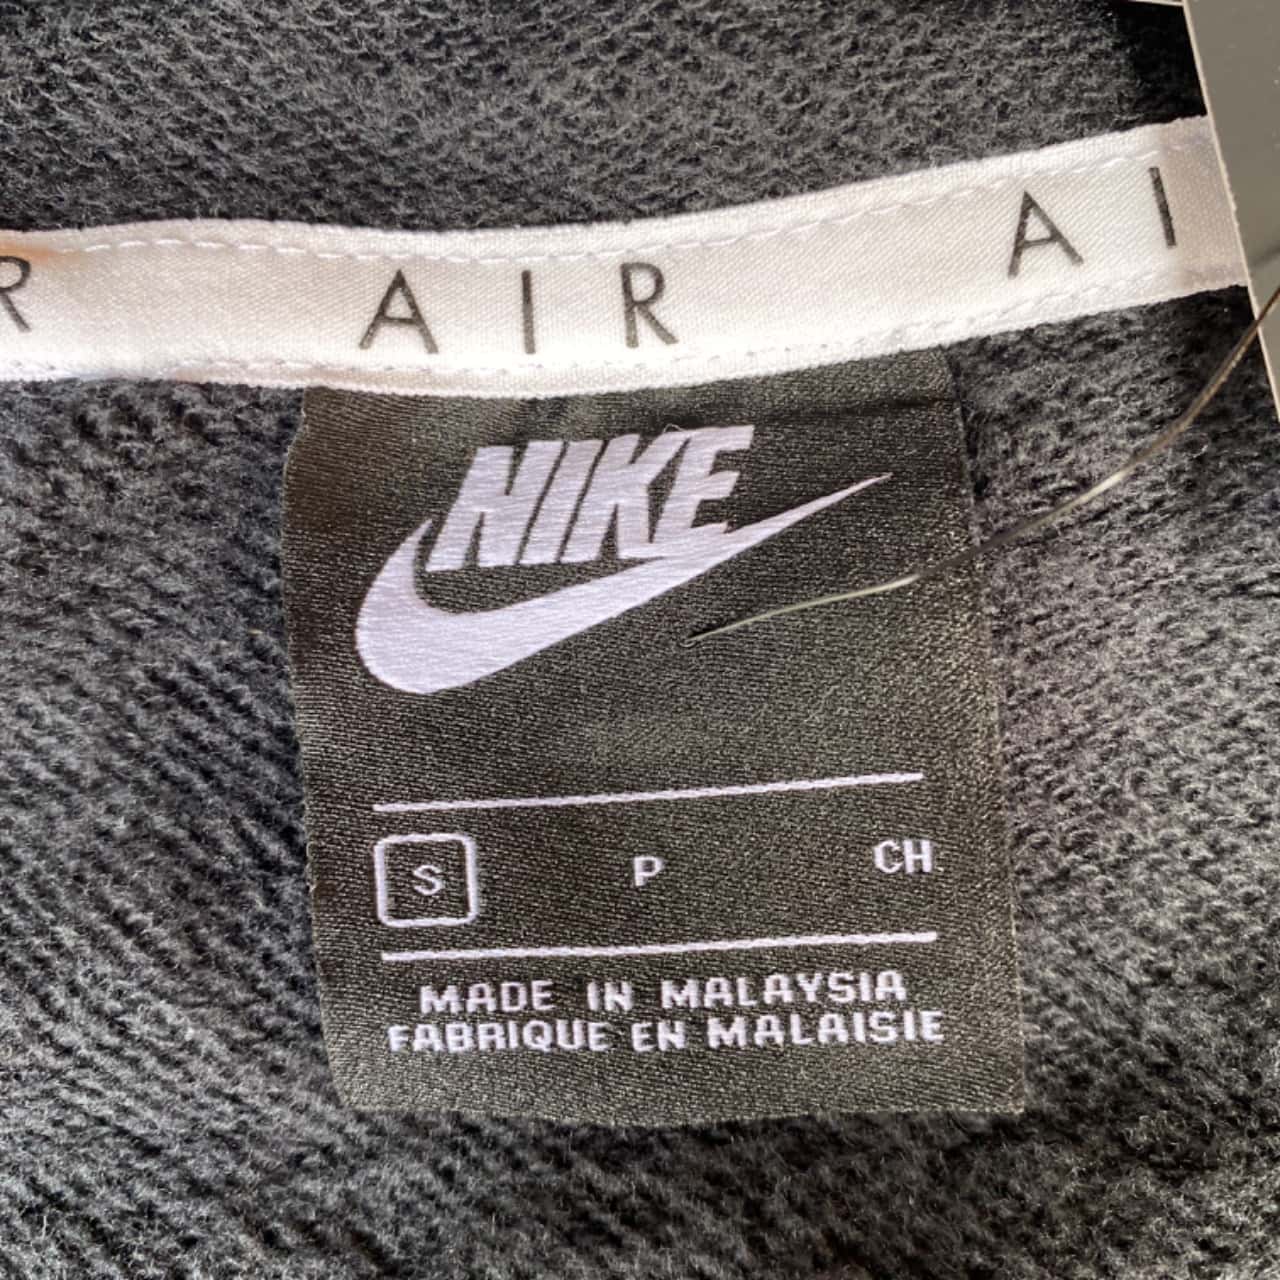 R AIR AI
NIKE
S P CH
MADE IN MALAYSIA
FABRIQUE EN MALAISIE